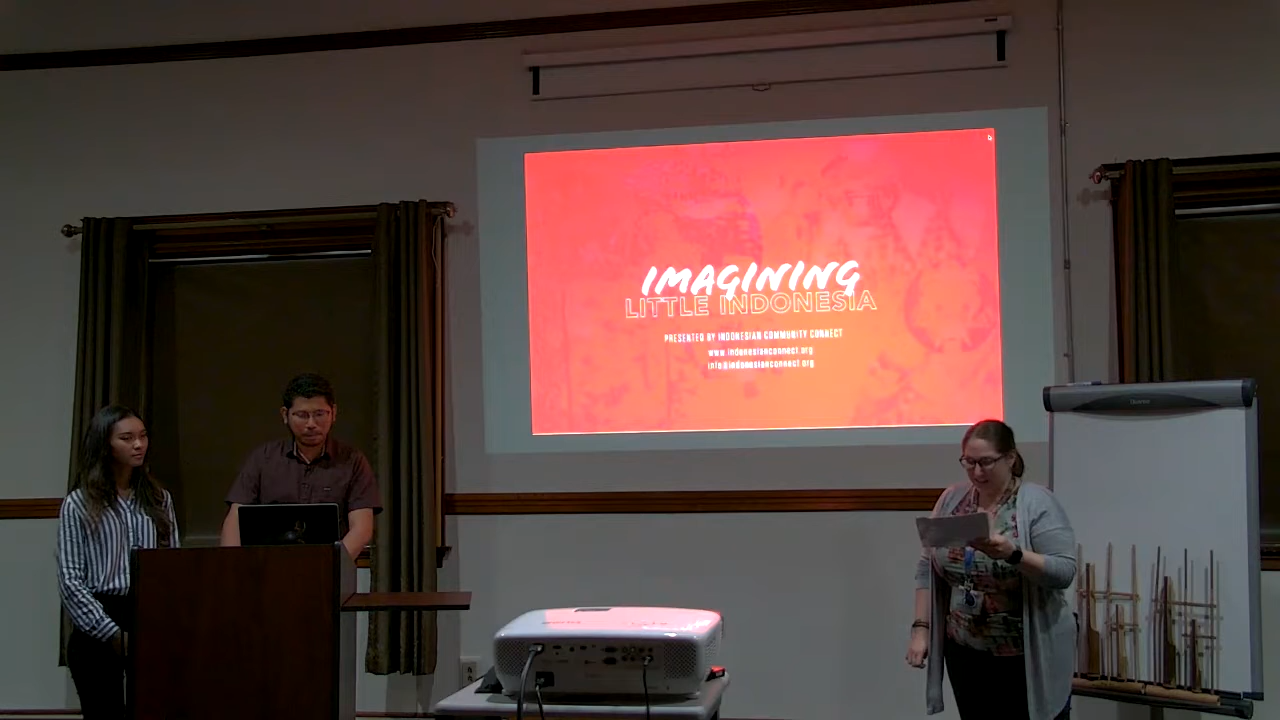 IMAGINING
LITTLE INDONESIA
PRESENTED BY INDONESIAN COMMUNITY CONNECT
www.indonesianconnect.org
info@indonesianconnect.org